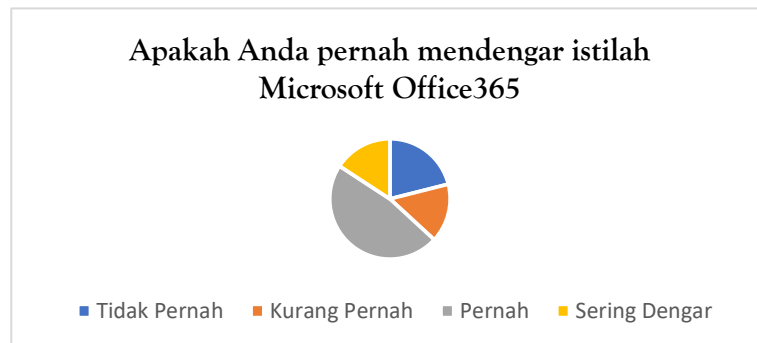 Apakah Anda pernah mendengar istilah
Microsoft Office365
Tidak Pernah Kurang Pernah Pernah Sering Dengar